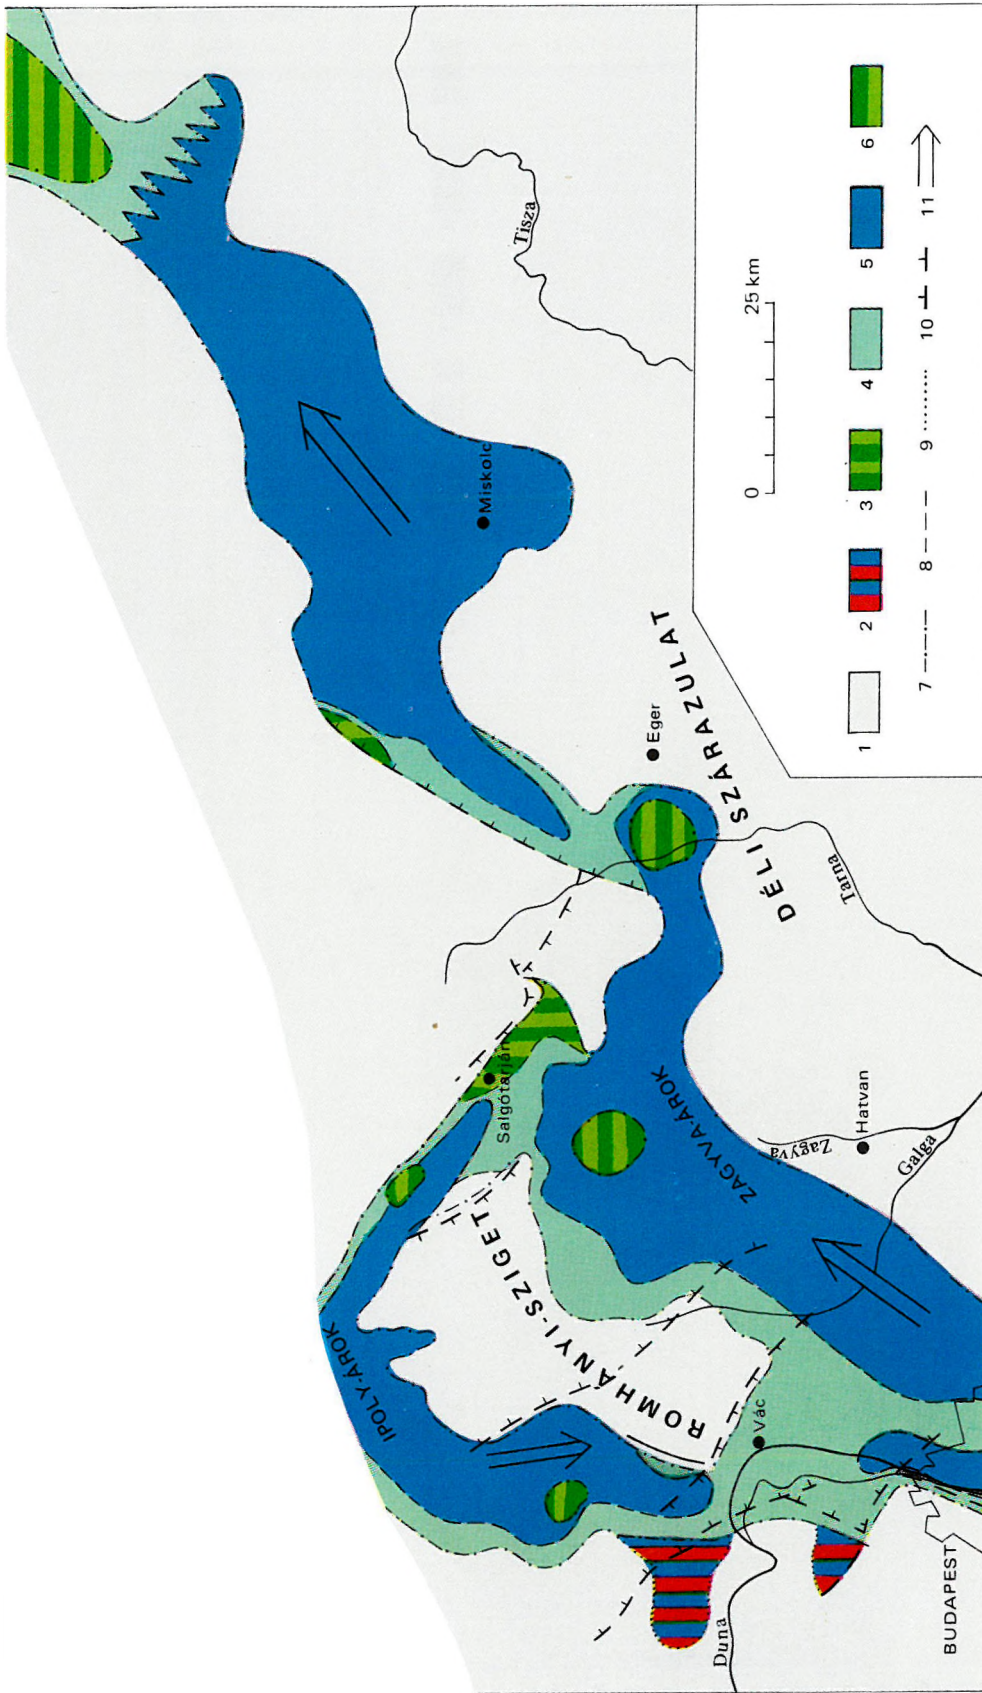 IPOLY-ÁROK
Salgótarján
ROMHÁNYI-SZIGET
ZAGYVA-ÁROK
DÉLI SZÁRAZULAT
Miskolc
Eger
Tisza
Tarna
Vác
Duna
BUDAPEST
Zagyva
Hatvan
Galga
0 25 km
1 2 3 4 5 6
7 8 9 10 11